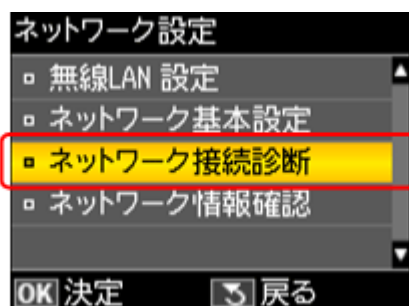 ネットワーク設定
無線LAN 設定
ネットワーク基本設定
ネットワーク接続診断
ネットワーク情報確認
OK 決定 戻る